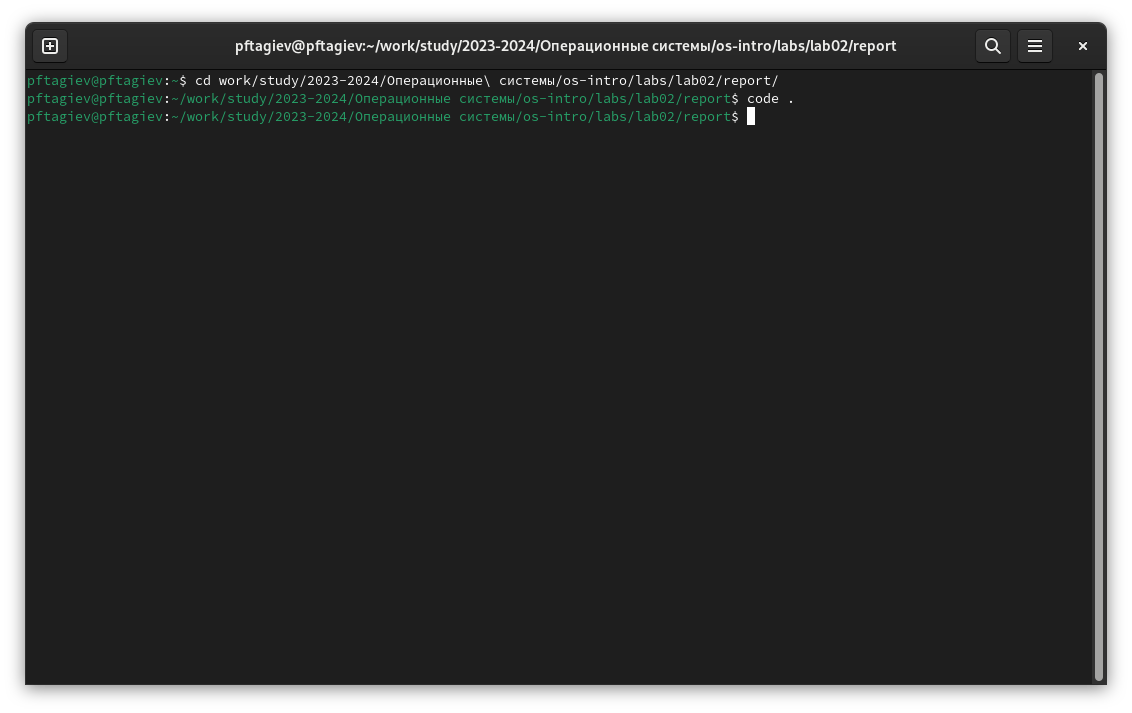 pftagiev@pftagiev:~/work/study/2023-2024/Операционные системы/os-intro/labs/lab02/report
pftagiev@pftagiev:~$ cd work/study/2023-2024/Операционные\ системы/os-intro/labs/lab02/report/
pftagiev@pftagiev:~/work/study/2023-2024/Операционные системы/os-intro/labs/lab02/report$ code .
pftagiev@pftagiev:~/work/study/2023-2024/Операционные системы/os-intro/labs/lab02/report$